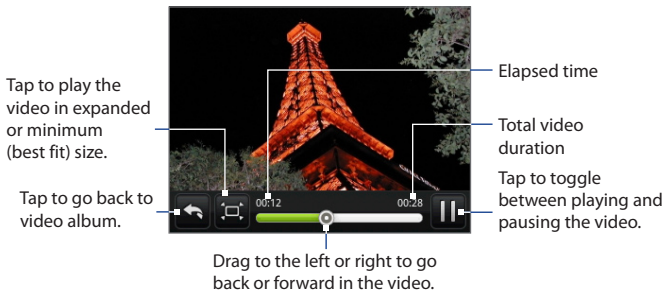 Tap to play the
video in expanded
or minimum
(best fit) size.
Tap to go back to
video album.
00:12
00:28
Elapsed time
Total video
duration
Tap to toggle
between playing and
pausing the video.
Drag to the left or right to go
back or forward in the video.